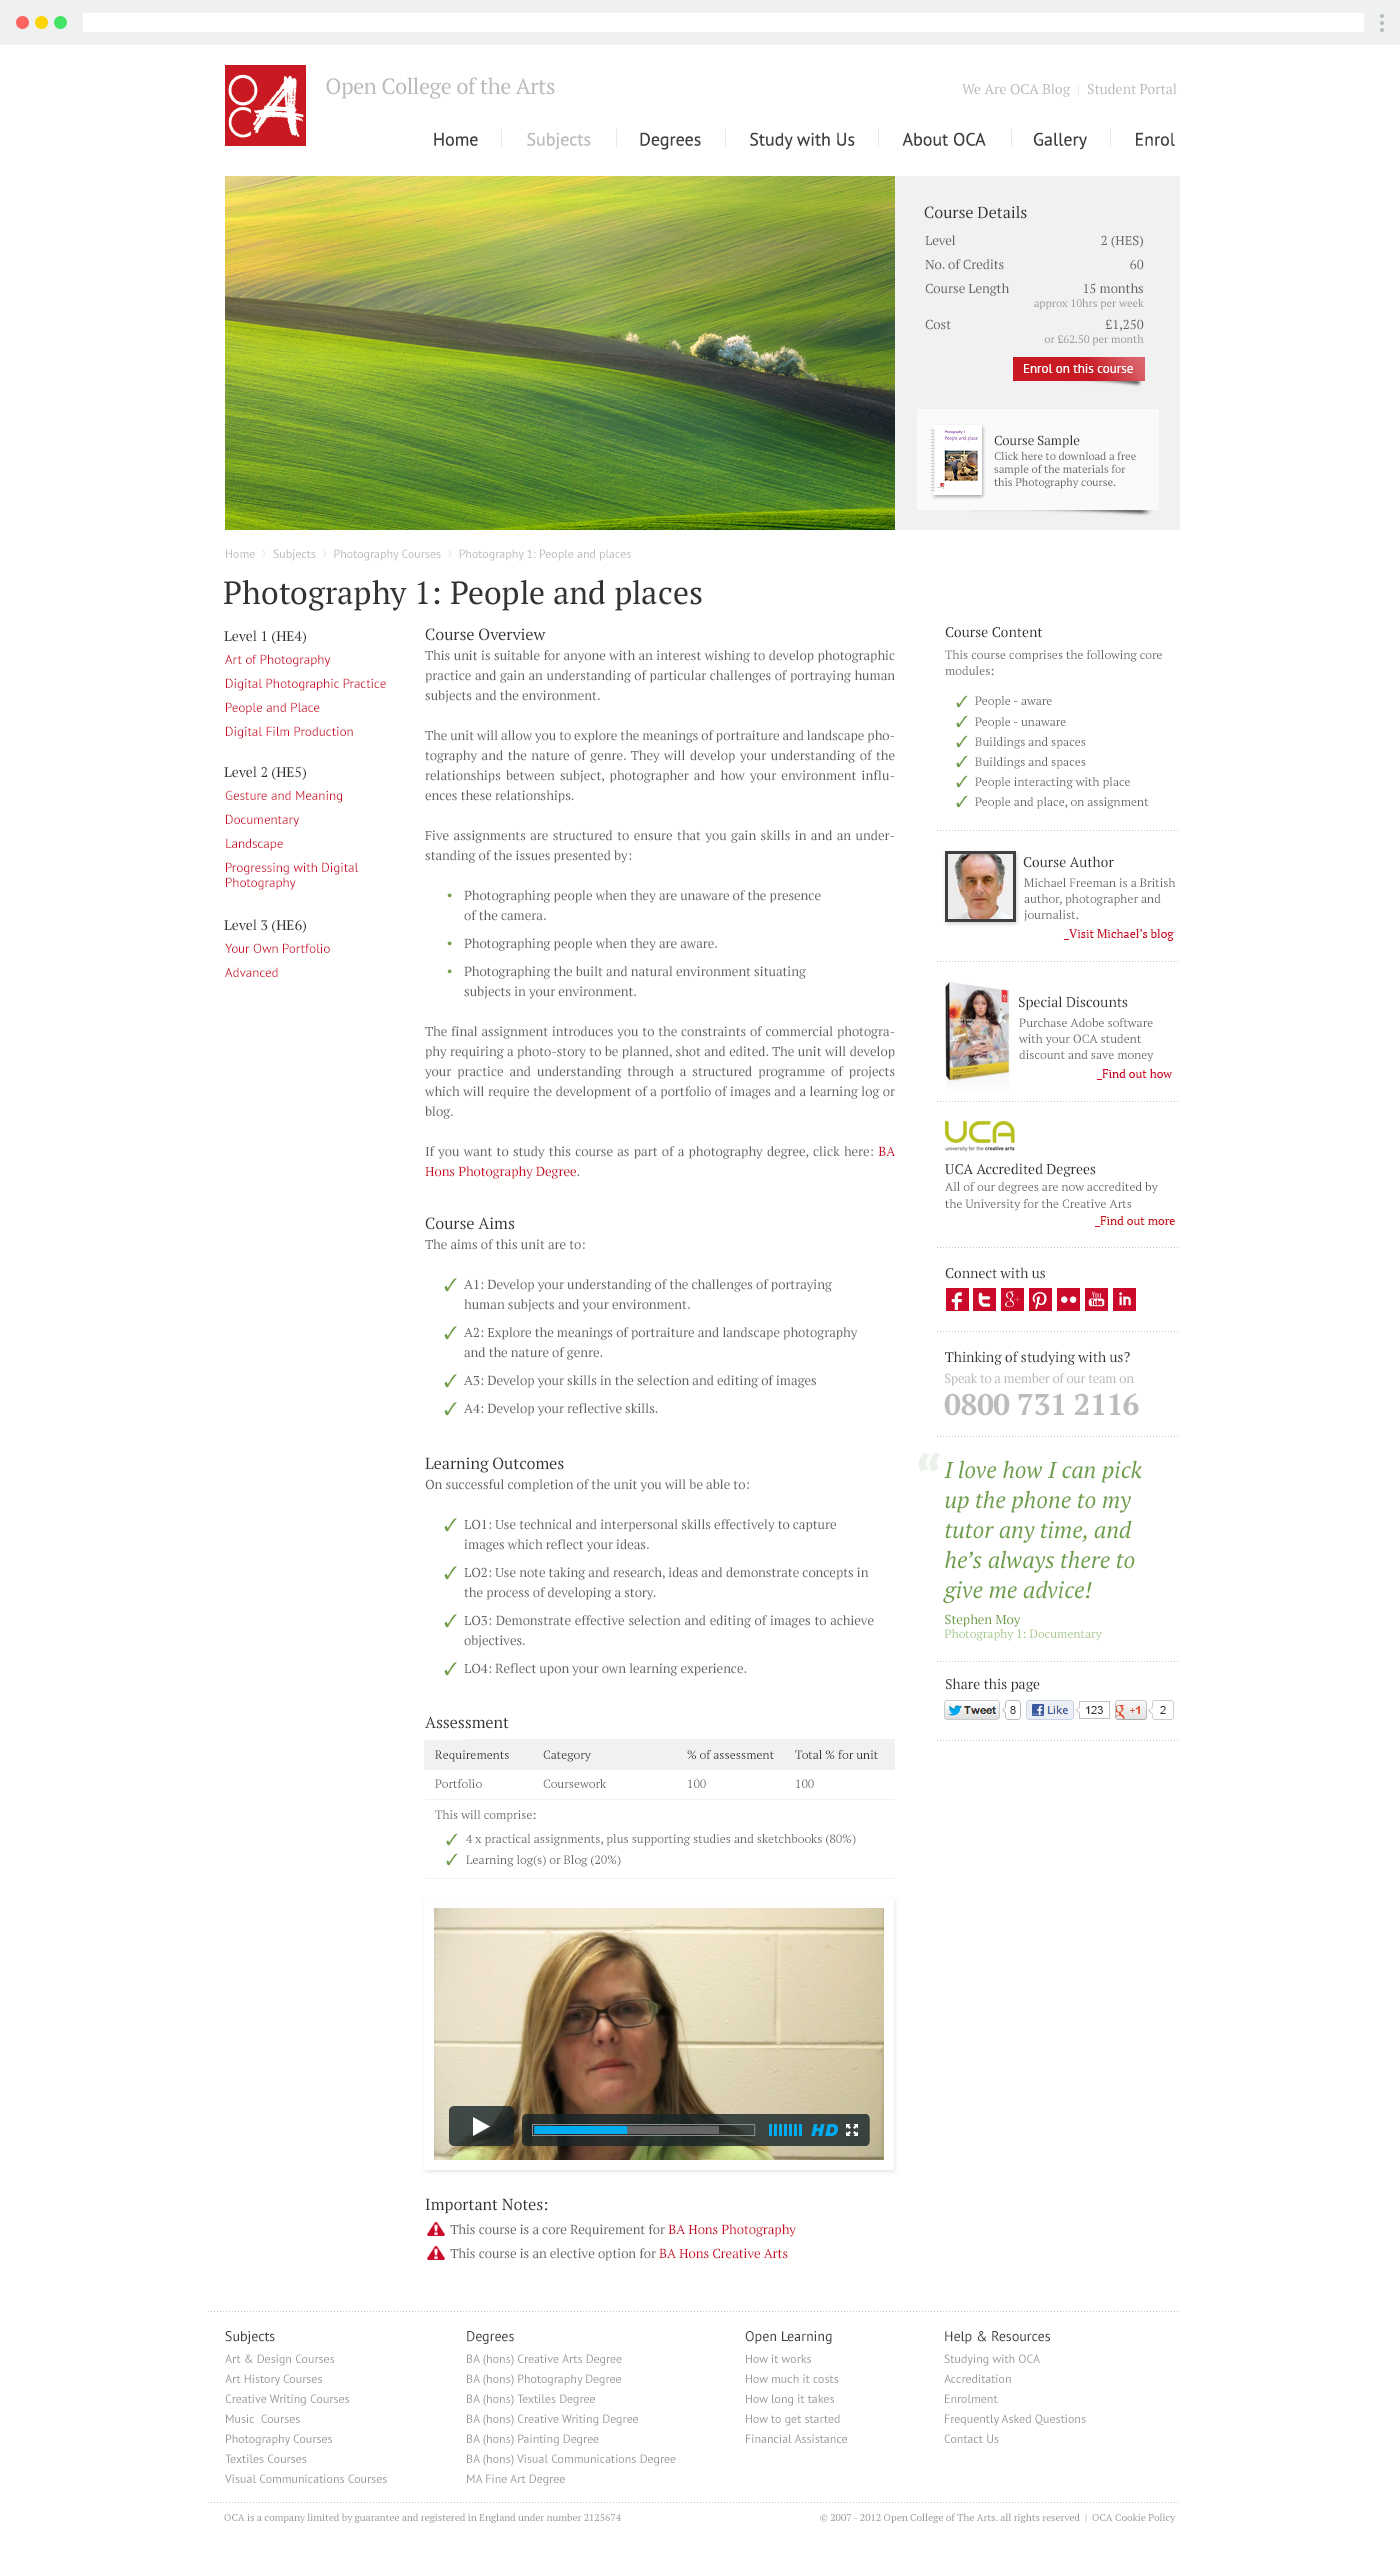 OCA
Open College of the Arts
We Are OCA Blog | Student Portal
Home
Subjects
Degrees
Study with Us
About OCA
Gallery
Enrol
Course Details
Level 2 (HES)
No. of Credits 60
Course Length 15 months
approx 10hrs per week
Cost £1,250
or £62.50 per month
Enrol on this course
Photography 1
People and place
Course Sample
Click here to download a free
sample of the materials for
this Photography course.
Home › Subjects › Photography Courses › Photography 1: People and places
Photography 1: People and places
Level 1 (HE4)
Art of Photography
Digital Photographic Practice
People and Place
Digital Film Production
Level 2 (HE5)
Gesture and Meaning
Documentary
Landscape
Progressing with Digital
Photography
Level 3 (HE6)
Your Own Portfolio
Advanced
Course Overview
This unit is suitable for anyone with an interest wishing to develop photographic
practice and gain an understanding of particular challenges of portraying human
subjects and the environment.
The unit will allow you to explore the meanings of portraiture and landscape pho-
tography and the nature of genre. They will develop your understanding of the
relationships between subject, photographer and how your environment influ-
ences these relationships.
Five assignments are structured to ensure that you gain skills in and an under-
standing of the issues presented by:
• Photographing people when they are unaware of the presence
of the camera.
• Photographing people when they are aware.
• Photographing the built and natural environment situating
subjects in your environment.
The final assignment introduces you to the constraints of commercial photogra-
phy requiring a photo-story to be planned, shot and edited. The unit will develop
your practice and understanding through a structured programme of projects
which will require the development of a portfolio of images and a learning log or
blog.
If you want to study this course as part of a photography degree, click here: BA
Hons Photography Degree.
Course Aims
The aims of this unit are to:
✓ A1: Develop your understanding of the challenges of portraying
human subjects and your environment.
✓ A2: Explore the meanings of portraiture and landscape photography
and the nature of genre.
✓ A3: Develop your skills in the selection and editing of images
✓ A4: Develop your reflective skills.
Learning Outcomes
On successful completion of the unit you will be able to:
✓ LO1: Use technical and interpersonal skills effectively to capture
images which reflect your ideas.
✓ LO2: Use note taking and research, ideas and demonstrate concepts in
the process of developing a story.
✓ LO3: Demonstrate effective selection and editing of images to achieve
objectives.
✓ LO4: Reflect upon your own learning experience.
Assessment
Requirements Category % of assessment Total % for unit
Portfolio Coursework 100 100
This will comprise:
✓ 4 x practical assignments, plus supporting studies and sketchbooks (80%)
✓ Learning log(s) or Blog (20%)
HD
Important Notes:
This course is a core Requirement for BA Hons Photography
This course is an elective option for BA Hons Creative Arts
Course Content
This course comprises the following core
modules:
✓ People - aware
✓ People - unaware
✓ Buildings and spaces
✓ Buildings and spaces
✓ People interacting with place
✓ People and place, on assignment
Course Author
Michael Freeman is a British
author, photographer and
journalist.
_Visit Michael's blog
Special Discounts
Purchase Adobe software
with your OCA student
discount and save money
_Find out how
UCA
university for the creative arts
UCA Accredited Degrees
All of our degrees are now accredited by
the University for the Creative Arts
_Find out more
Connect with us
You Tube
in
Thinking of studying with us?
Speak to a member of our team on
0800 731 2116
“I love how I can pick
up the phone to my
tutor any time, and
he's always there to
give me advice!
Stephen Moy
Photography 1: Documentary
Share this page
Tweet 8 Like 123 g +1 2
Subjects
Art & Design Courses
Art History Courses
Creative Writing Courses
Music Courses
Photography Courses
Textiles Courses
Visual Communications Courses
Degrees
BA (hons) Creative Arts Degree
BA (hons) Photography Degree
BA (hons) Textiles Degree
BA (hons) Creative Writing Degree
BA (hons) Painting Degree
BA (hons) Visual Communications Degree
MA Fine Art Degree
Open Learning
How it works
How much it costs
How long it takes
How to get started
Financial Assistance
Help & Resources
Studying with OCA
Accreditation
Enrolment
Frequently Asked Questions
Contact Us
OCA is a company limited by guarantee and registered in England under number 2125674
© 2007 - 2012 Open College of The Arts. all rights reserved | OCA Cookie Policy